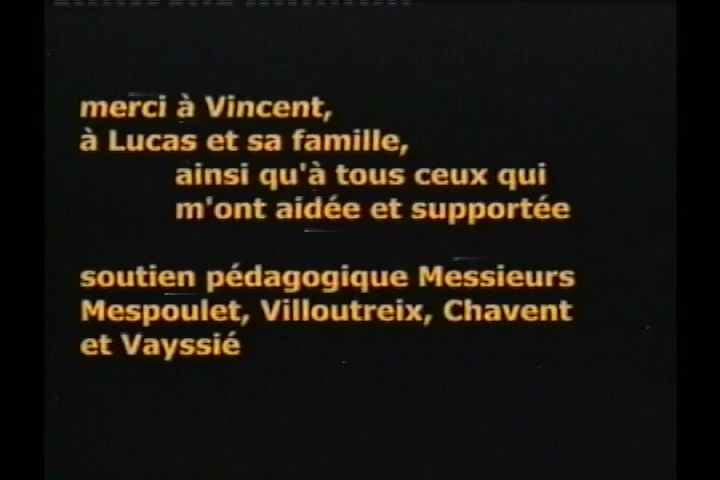 merci à Vincent,
à Lucas et sa famille,
ainsi qu'à tous ceux qui
m'ont aidée et supportée
soutien pédagogique Messieurs
Mespoulet, Villoutreix, Chavent
et Vayssié